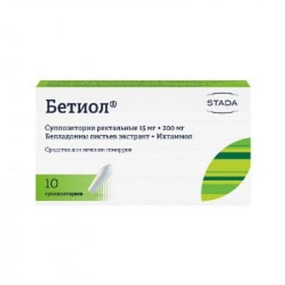 STADA
Бетиол®
Суппозитории ректальные 15 мг + 200 мг
Белладонны листьев экстракт + Ихтаммол
Средство для лечения геморроя
10
суппозиториев